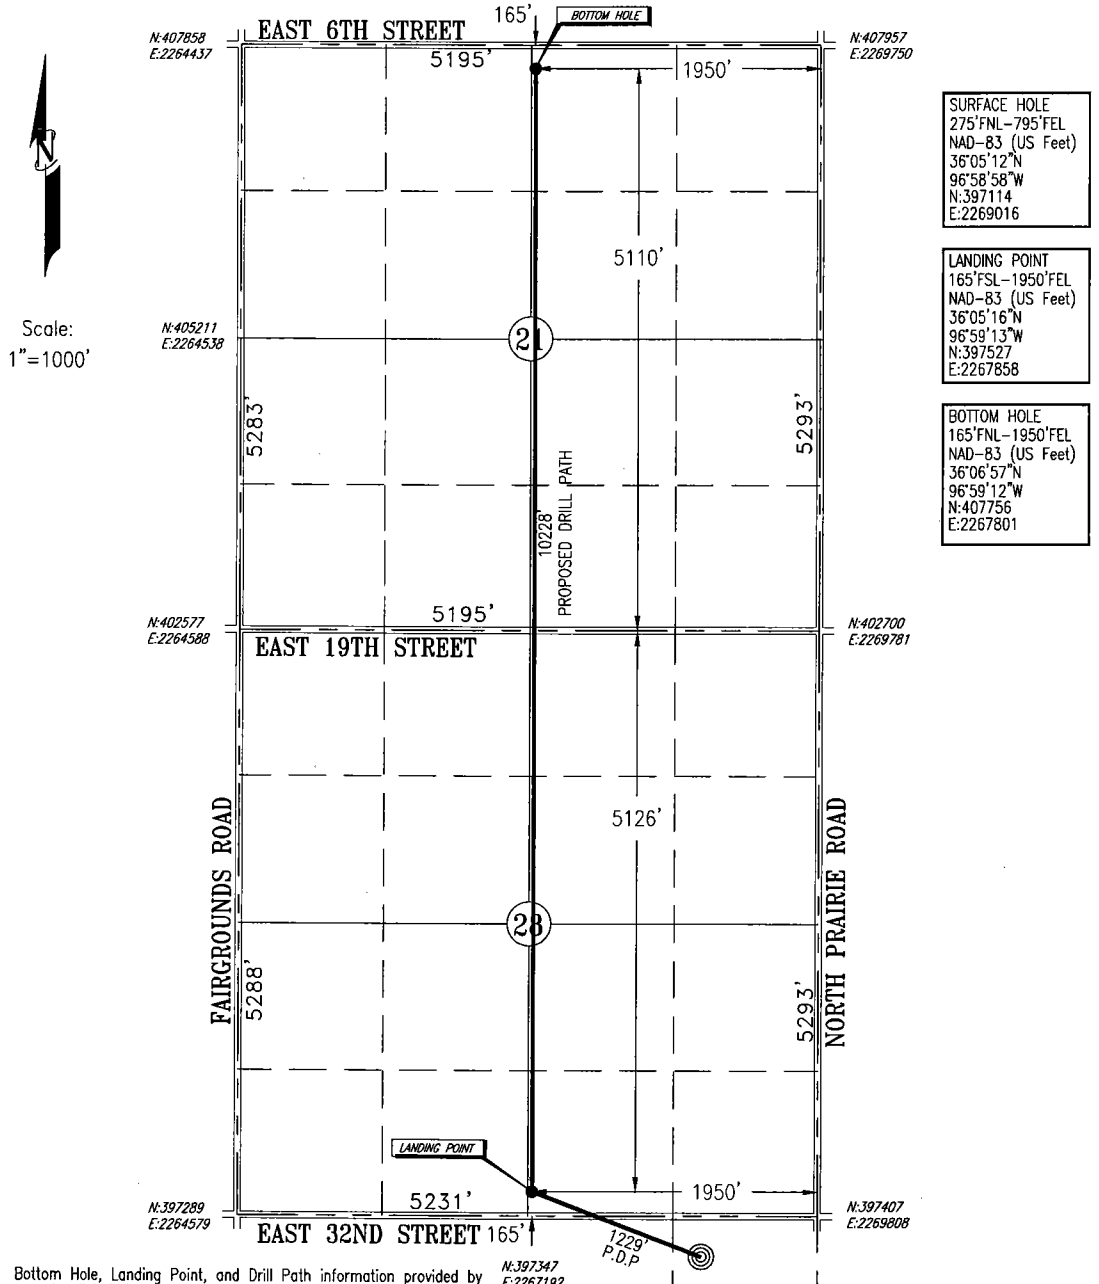 165'
BOTTOM HOLE
N:407858
E:2264437
EAST 6TH STREET
5195'
1950'
N:407957
E:2269750
SURFACE HOLE
275'FNL-795'FEL
NAD-83 (US Feet)
36°05'12"N
96°58'58"W
N:397114
E:2269016
N
5110'
LANDING POINT
165'FSL-1950'FEL
NAD-83 (US Feet)
36°05'16"N
96°59'13"W
N:397527
E:2267858
Scale:
1"=1000'
N:405211
E:2264538
21
5283'
5293'
BOTTOM HOLE
165'FNL-1950'FEL
NAD-83 (US Feet)
36°06'57"N
96°59'12"W
N:407756
E:2267801
10228'
PROPOSED DRILL PATH
N:402577
E:2264588
5195'
EAST 19TH STREET
N:402700
E:2269781
5126'
FAIRGROUNDS ROAD
NORTH PRAIRIE ROAD
28
5288'
5293'
LANDING POINT
1950'
N:397289
E:2264579
5231'
EAST 32ND STREET
165'
N:397407
E:2269808
1229'
P.D.P
Bottom Hole, Landing Point, and Drill Path information provided by
N:397347
E:2267192